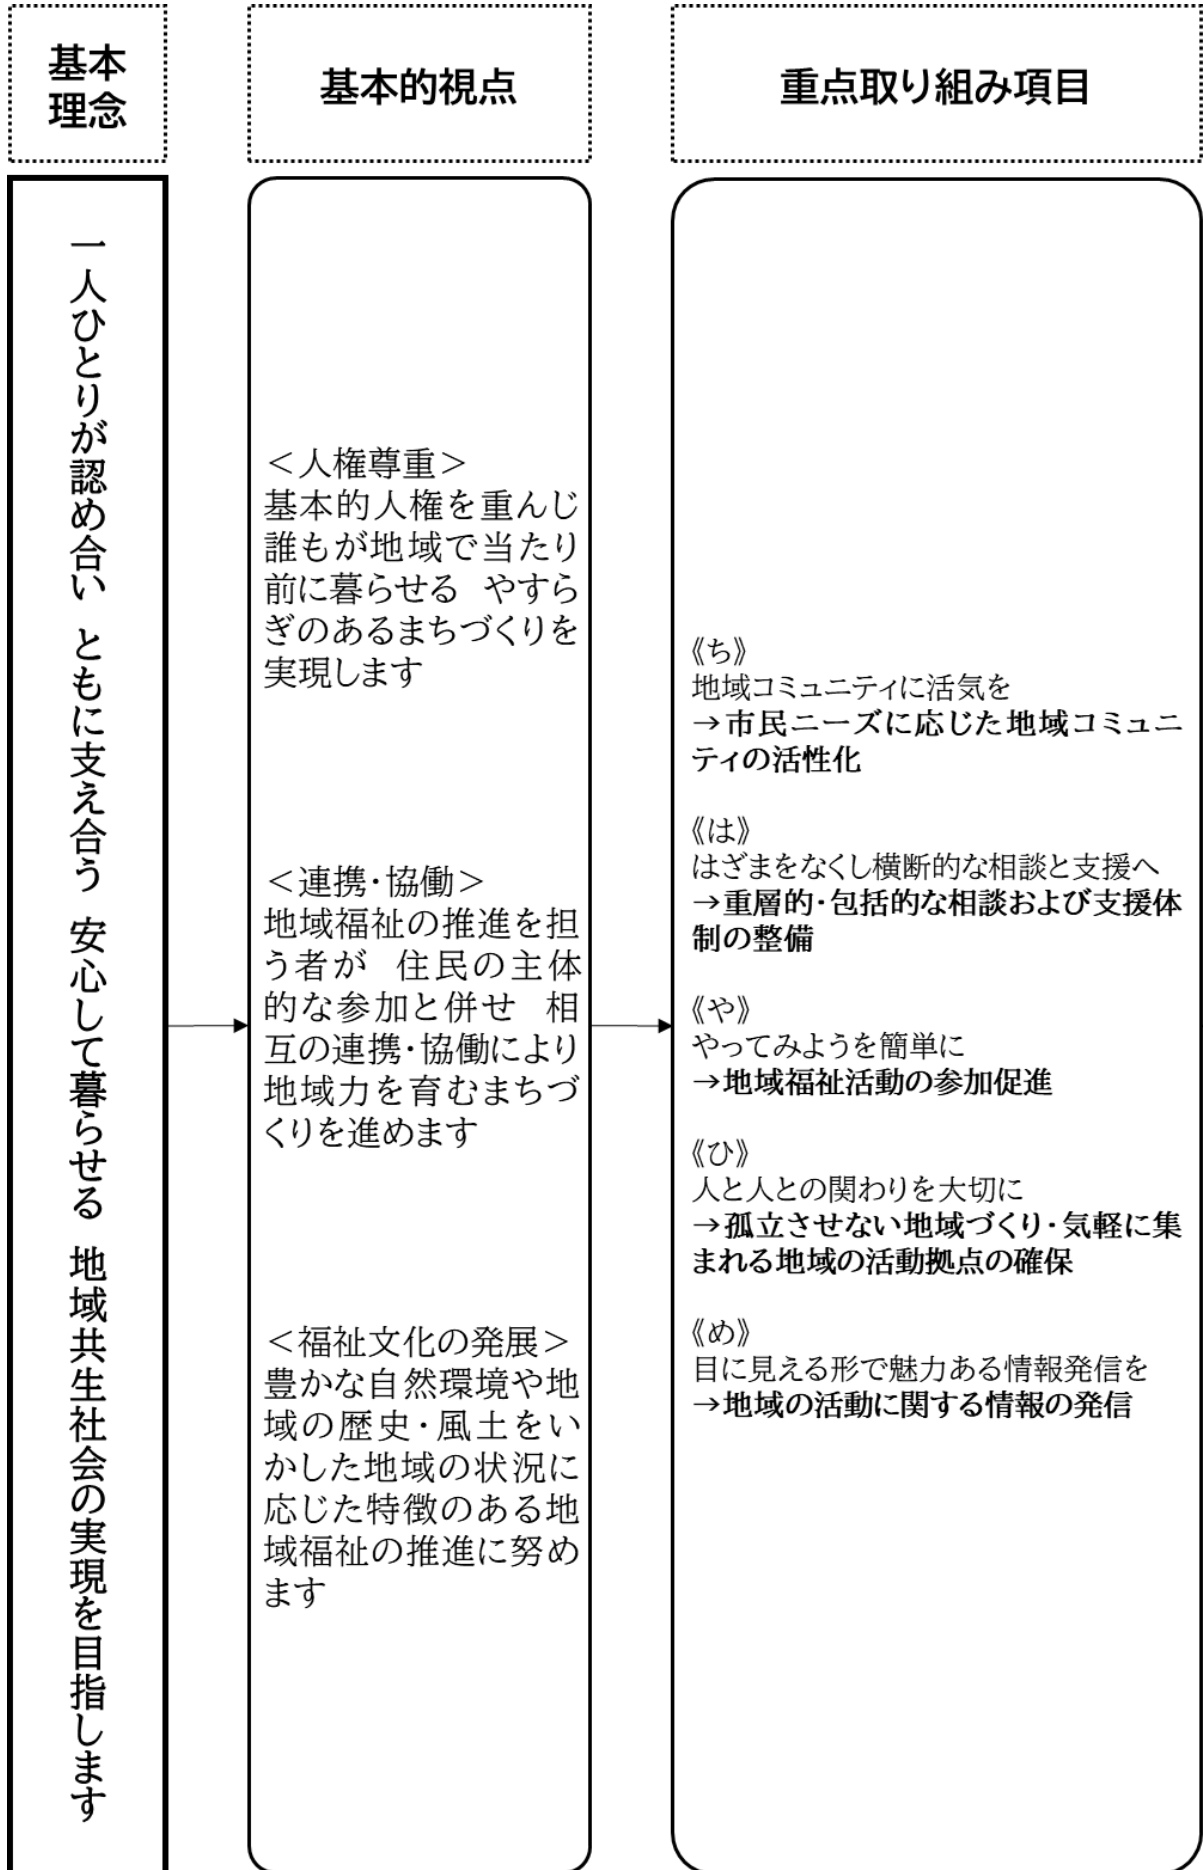 基本
理念
基本的視点
重点取り組み項目
一人ひとりが認め合い　ともに支え合う　安心して暮らせる　地域共生社会の実現を目指します
＜人権尊重＞
基本的人権を重んじ
誰もが地域で当たり
前に暮らせる　やすら
ぎのあるまちづくりを
実現します
＜連携・協働＞
地域福祉の推進を担
う者が　住民の主体
的な参加と併せ　相
互の連携・協働により
地域力を育むまちづ
くりを進めます
＜福祉文化の発展＞
豊かな自然環境や地
域の歴史・風土をい
かした地域の状況に
応じた特徴のある地
域福祉の推進に努め
ます
《ち》
地域コミュニティに活気を
→市民ニーズに応じた地域コミュニ
ティの活性化
《は》
はざまをなくし横断的な相談と支援へ
→重層的・包括的な相談および支援体
制の整備
《や》
やってみようを簡単に
→地域福祉活動の参加促進
《ひ》
人と人との関わりを大切に
→孤立させない地域づくり・気軽に集
まれる地域の活動拠点の確保
《め》
目に見える形で魅力ある情報発信を
→地域の活動に関する情報の発信